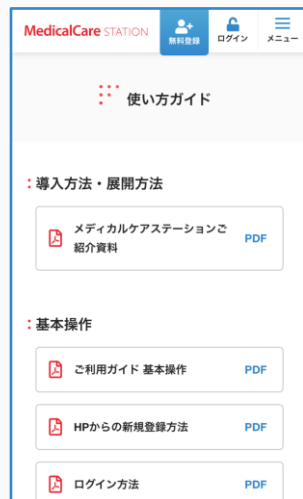 MedicalCare STATION
無料登録
ログイン
メニュー
使い方ガイド
導入方法・展開方法
メディカルケアステーションご
紹介資料
PDF
基本操作
ご利用ガイド 基本操作
PDF
HPからの新規登録方法
PDF
ログイン方法
PDF